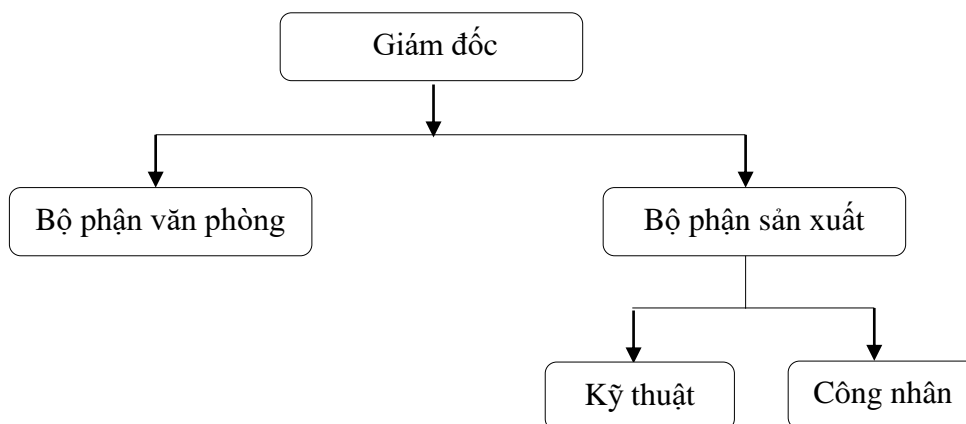 Giám đốc
Bộ phận văn phòng
Bộ phận sản xuất
Kỹ thuật
Công nhân